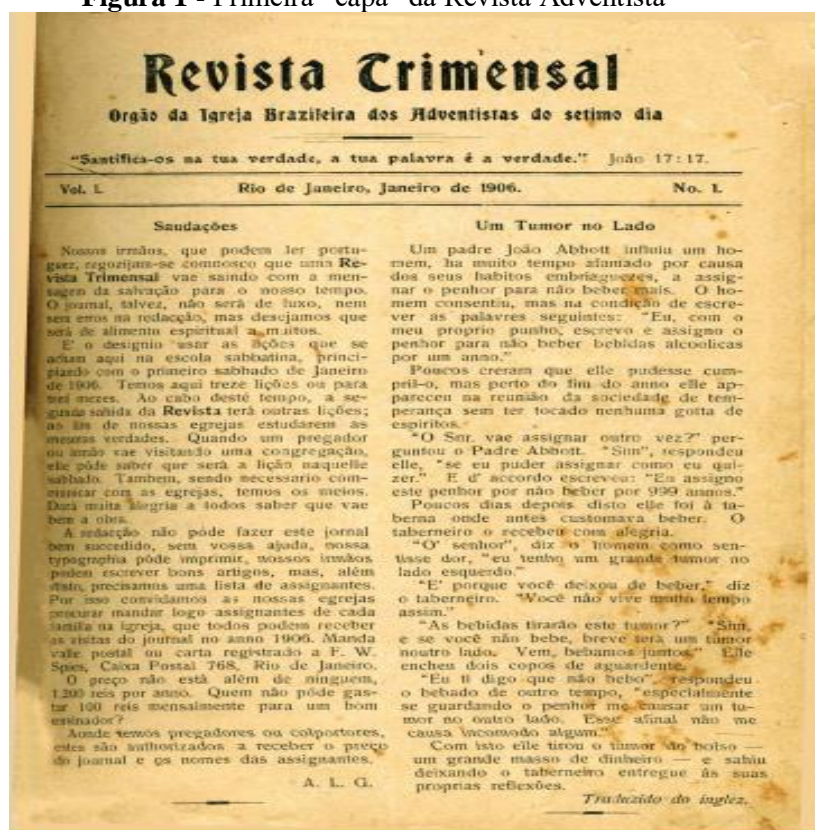 Figura 1 - Primeira "capa" da Revista Adventista
Revista Trimensal
Orgão da Igreja Brazileira dos Adventistas do setimo dia
"Santifica-os na tua verdade, a tua palavra é a verdade." João 17:17.
Vol. I. Rio de Janeiro, Janeiro de 1906. No. 1.
Saudações
Nossos irmãos, que podem ler portu-
guez, regozijam-se comnosco que uma Re-
vista Trimensal vae saindo com a men-
sagem da salvação para o nosso tempo.
O journal, talvez, não será de luxo, nem
sem erros na redacção, mas desejamos que
será de alimento espiritual a muitos.
E' o designio usar as lições que se
acham aqui na escola sabbatina, princi-
piando com o primeiro sabbado de Janeiro
de 1906. Temos aqui treze lições ou para
trez mezes. Ao cabo deste tempo, a se-
gunda sahida da Revista terá outras lições;
as fim de nossas egrejas estudarem as
mesmas verdades. Quando um pregador
ou irmão vae visitando uma congregação,
elle póde saber que será a lição naquelle
sabbado. Tambem, sendo necessario com-
municar com as egrejas, temos os meios.
Dará muita alegria a todos saber que vae
bem a obra.
A redacção não póde fazer este jornal
bem succedido, sem vossa ajuda, nossa
typographia póde imprimir, nossos irmãos
podem escrever bons artigos, mas, além
disto, precisamos uma lista de assignantes.
Por isso convidamos as nossas egrejas
procurar mandar logo assignantes de cada
familia na igreja, que todos podem receber
as visitas do journal no anno 1906. Manda
vale postal ou carta registrado a F. W.
Spies, Caixa Postal 768, Rio de Janeiro.
O preço não está além de ninguem,
1.200 reis por anno. Quem não póde gas-
tar 100 reis mensalmente para um bom
ensinador?
Aonde temos pregadores ou colportores,
estes são authorizados a receber o preço
do journal e os nomes das assignantes.
A. L. G.
Um Tumor no Lado
Um padre João Abbott influiu um ho-
mem, ha muito tempo afamado por causa
dos seus habitos embriaguezes, a assig-
nar o penhor para não beber mais. O ho-
mem consentiu, mas na condição de escre-
ver as palavres seguintes: "Eu, com o
meu proprio punho, escrevo e assigno o
penhor para não beber bebidas alcoolicas
por um anno."
Poucos creram que elle pudesse cum-
pril-o, mas perto do fim do anno elle ap-
pareceu na reunião da sociedade de tem-
perança sem ter tocado nenhuma gotta de
espiritos.
"O Snr. vae assignar outro vez?" per-
guntou o Padre Abbott. "Sim", respondeu
elle, "se eu puder assignar como eu qui-
zer." E d' accordo escreveu: "Eu assigno
este penhor por não beber por 999 annos."
Poucos dias depois disto elle foi à ta-
berna onde antes customava beber. O
taberneiro o recebeu com alegria.
"O' senhor", diz o homem como sen-
tisse dor, "eu tenho um grande tumor no
lado esquerdo."
"E' porque você deixou de beber," diz
o taberneiro. "Você não vive muito tempo
assim."
"As bebidas tirarão este tumor?" "Sim,
e se você não bebe, breve terá um tumor
noutro lado. Vem, bebamos juntos." Elle
encheu dois copos de aguardente.
"Eu ti digo que não bebo", respondeu
o bebado de outro tempo, "especialmente
se guardando o penhor me causar um tu-
mor no outro lado. Esse afinal não me
causa incomodo algum."
Com isto elle tirou o tumor do bolso —
um grande masso de dinheiro — e sahiu
deixando o taberneiro entregue ás suas
proprias reflexões.
Traduzido do inglez.